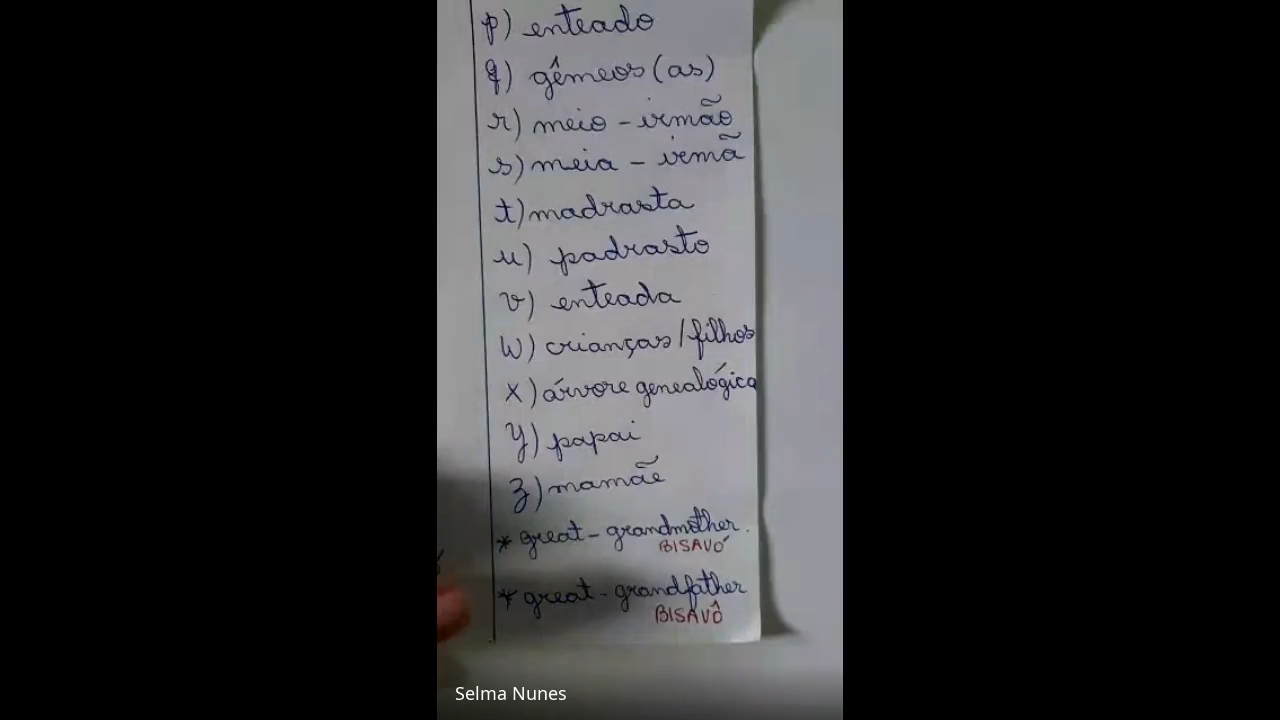 p) enteado
q) gêmeos (as)
r) meio - irmão
s) meia - irmã
t) madrasta
u) padrasto
v) enteada
w) crianças / filhos
x) árvore genealógica
y) papai
z) mamãe
* great - grandmother.
BISAVÓ
* great - grandfather
BISAVÔ
Selma Nunes